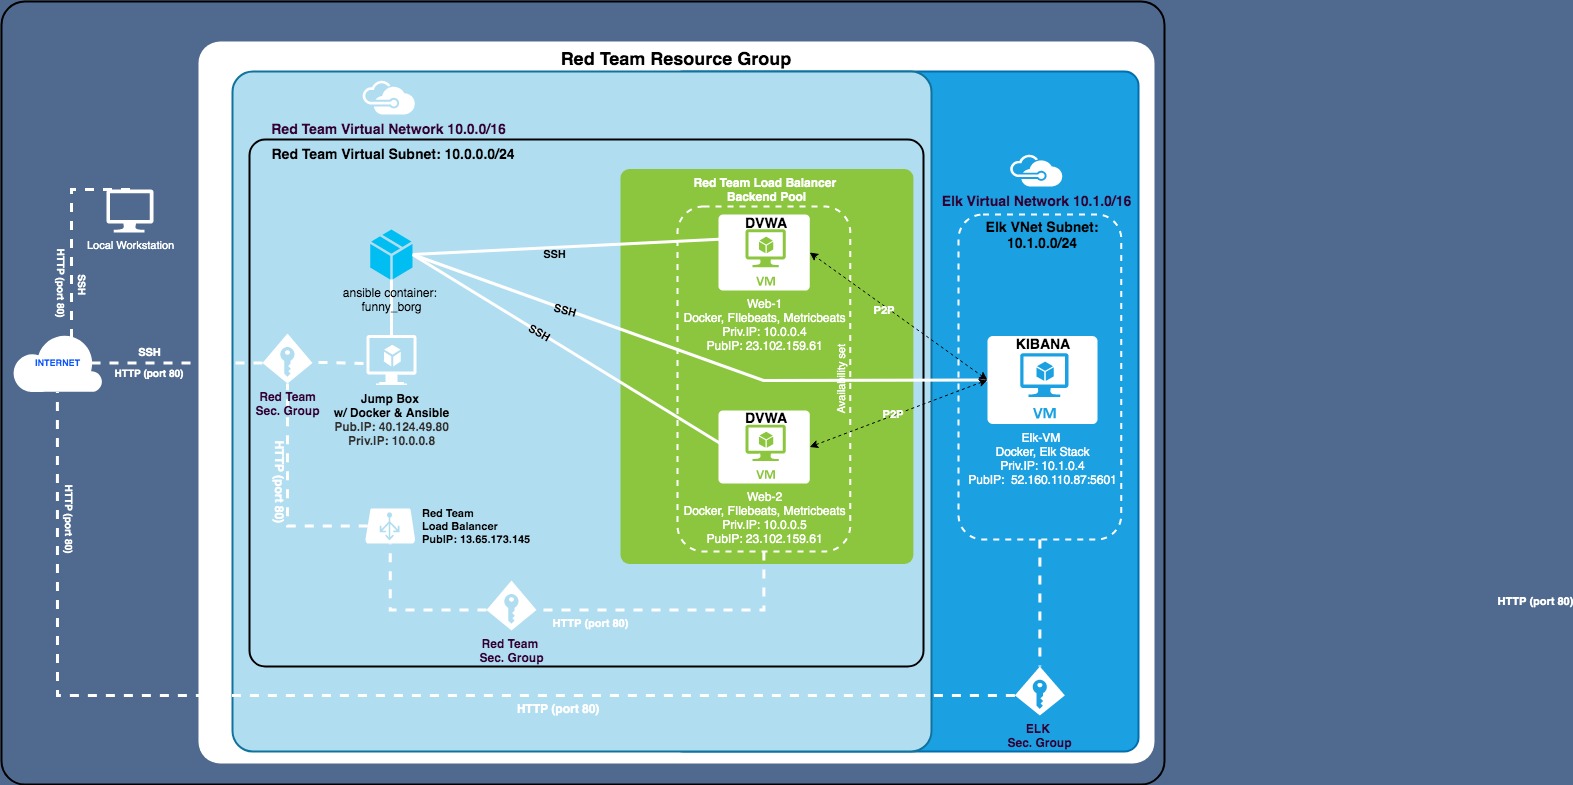 Red Team Resource Group
Red Team Virtual Network 10.0.0/16
Red Team Virtual Subnet: 10.0.0.0/24
Local Workstation
HTTP (port 80)
SSH
INTERNET
SSH
HTTP (port 80)
HTTP (port 80)
ansible container:
funny_borg
Red Team
Sec. Group
Jump Box
w/ Docker & Ansible
Pub.IP: 40.124.49.80
Priv.IP: 10.0.0.8
HTTP (port 80)
Red Team
Load Balancer
PubIP: 13.65.173.145
Red Team
Sec. Group
HTTP (port 80)
SSH
SSH
SSH
Red Team Load Balancer
Backend Pool
DVWA
VM
Web-1
Docker, FIlebeats, Metricbeats
Priv.IP: 10.0.0.4
PubIP: 23.102.159.61
Availability set
DVWA
VM
Web-2
Docker, FIlebeats, Metricbeats
Priv.IP: 10.0.0.5
PubIP: 23.102.159.61
P2P
P2P
Elk Virtual Network 10.1.0/16
Elk VNet Subnet:
10.1.0.0/24
KIBANA
VM
Elk-VM
Docker, Elk Stack
Priv.IP: 10.1.0.4
PubIP: 52.160.110.87:5601
HTTP (port 80)
ELK
Sec. Group
HTTP (port 80)